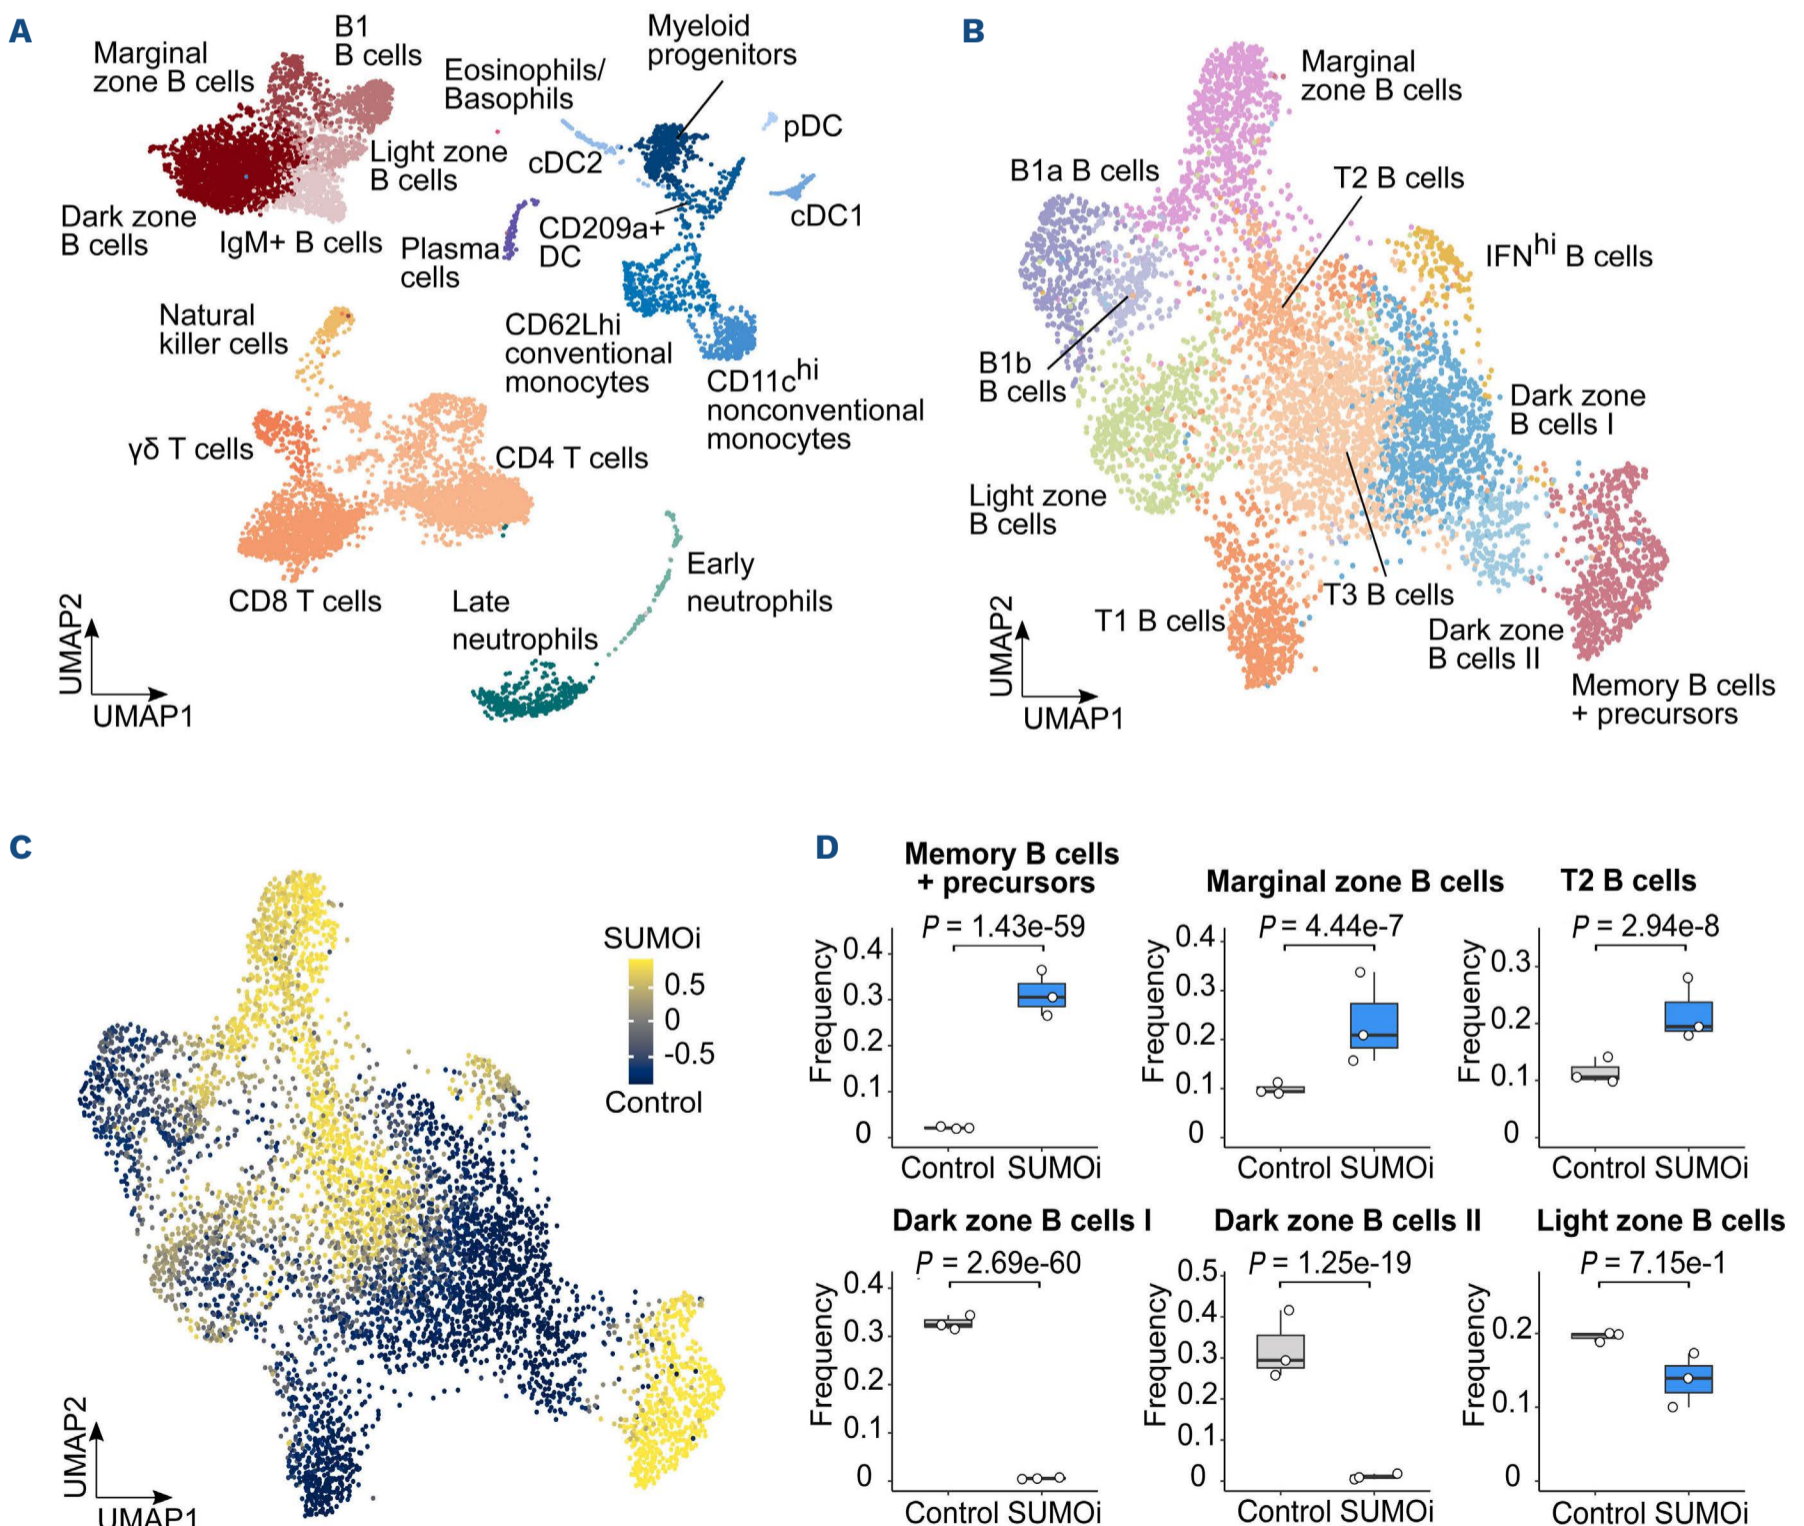 A
Marginal
zone B cells
B1
B cells
Eosinophils/
Basophils
Myeloid
progenitors
pDC
cDC2
Light zone
B cells
cDC1
Dark zone
B cells
IgM+ B cells
Plasma
cells
CD209a+
DC
Natural
killer cells
CD62Lhi
conventional
monocytes
CD11chi
nonconventional
monocytes
γδ T cells
CD4 T cells
CD8 T cells
Late
neutrophils
Early
neutrophils
UMAP2
UMAP1
B
Marginal
zone B cells
B1a B cells
T2 B cells
IFNhi B cells
B1b
B cells
Dark zone
B cells I
Light zone
B cells
T1 B cells
T3 B cells
Dark zone
B cells II
Memory B cells
+ precursors
UMAP2
UMAP1
C
SUMOi
0.5
0
-0.5
Control
UMAP2
UMAP1
D
Memory B cells
+ precursors
P = 1.43e-59
Frequency
0.4
0.3
0.2
0.1
0
Control SUMOi
Marginal zone B cells
P = 4.44e-7
Frequency
0.4
0.3
0.2
0.1
0
Control SUMOi
T2 B cells
P = 2.94e-8
Frequency
0.3
0.2
0.1
0
Control SUMOi
Dark zone B cells I
P = 2.69e-60
Frequency
0.4
0.3
0.2
0.1
0
Control SUMOi
Dark zone B cells II
P = 1.25e-19
Frequency
0.5
0.4
0.3
0.2
0.1
0
Control SUMOi
Light zone B cells
P = 7.15e-1
Frequency
0.2
0.1
0
Control SUMOi